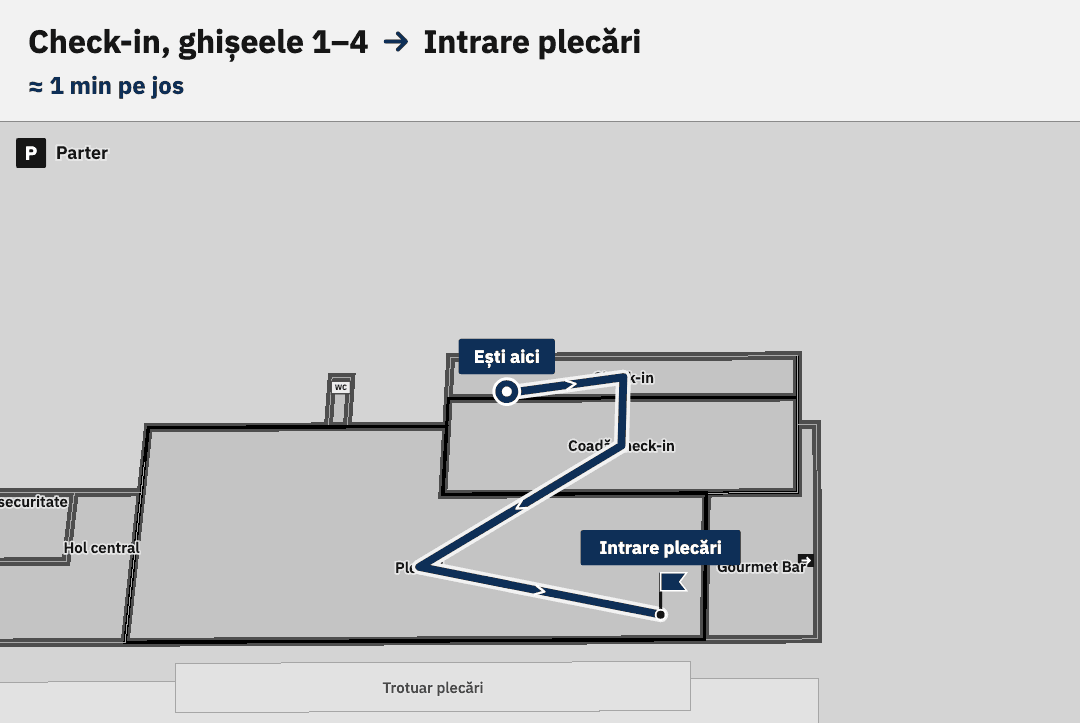 Check-in, ghișeele 1–4 → Intrare plecări
≈ 1 min pe jos
P Parter
Ești aici
WC
Intrare plecări
securitate
Hol central
Gourmet Bar
Trotuar plecări